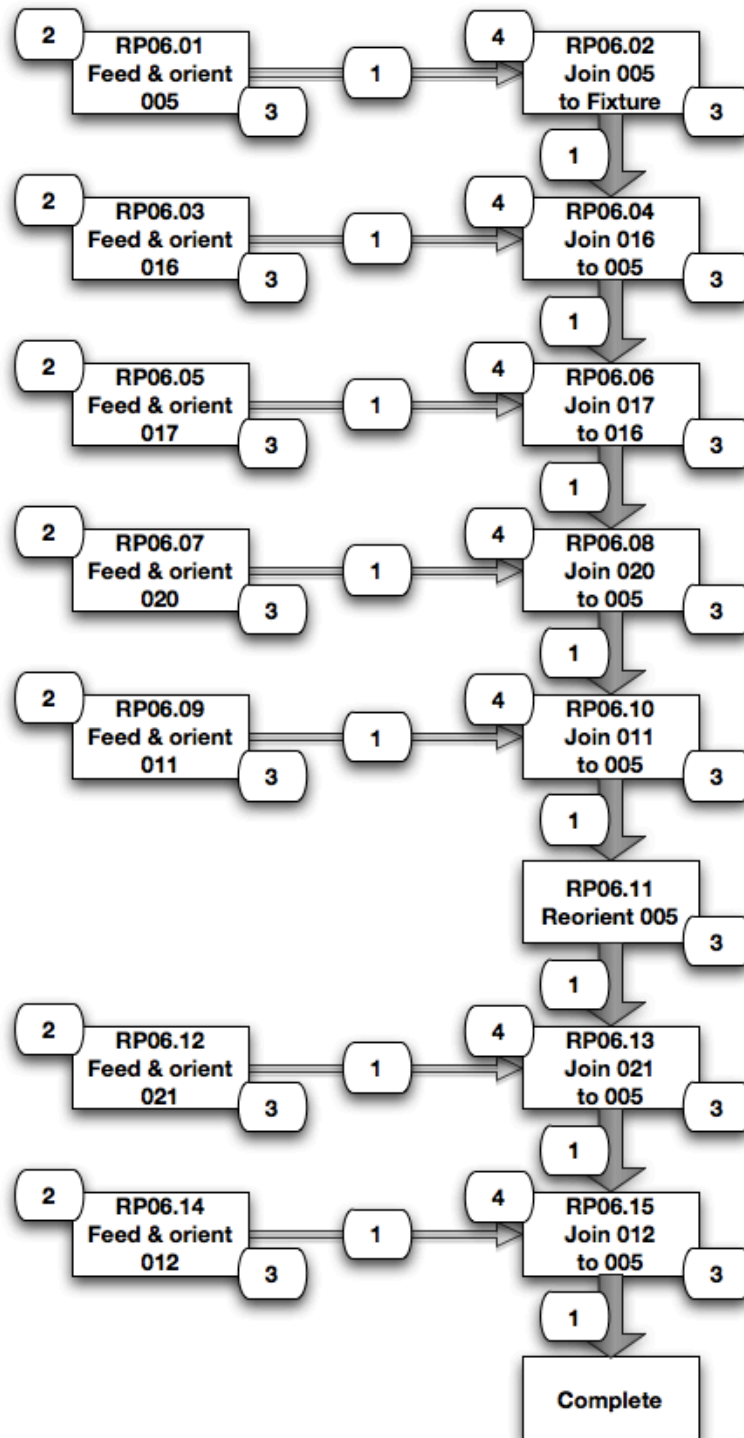 2
RP06.01
Feed & orient
005
3
1
4
RP06.02
Join 005
to Fixture
3
1
2
RP06.03
Feed & orient
016
3
1
4
RP06.04
Join 016
to 005
3
1
2
RP06.05
Feed & orient
017
3
1
4
RP06.06
Join 017
to 016
3
1
2
RP06.07
Feed & orient
020
3
1
4
RP06.08
Join 020
to 005
3
1
2
RP06.09
Feed & orient
011
3
1
4
RP06.10
Join 011
to 005
3
1
RP06.11
Reorient 005
3
1
2
RP06.12
Feed & orient
021
3
1
4
RP06.13
Join 021
to 005
3
1
2
RP06.14
Feed & orient
012
3
1
4
RP06.15
Join 012
to 005
3
1
Complete